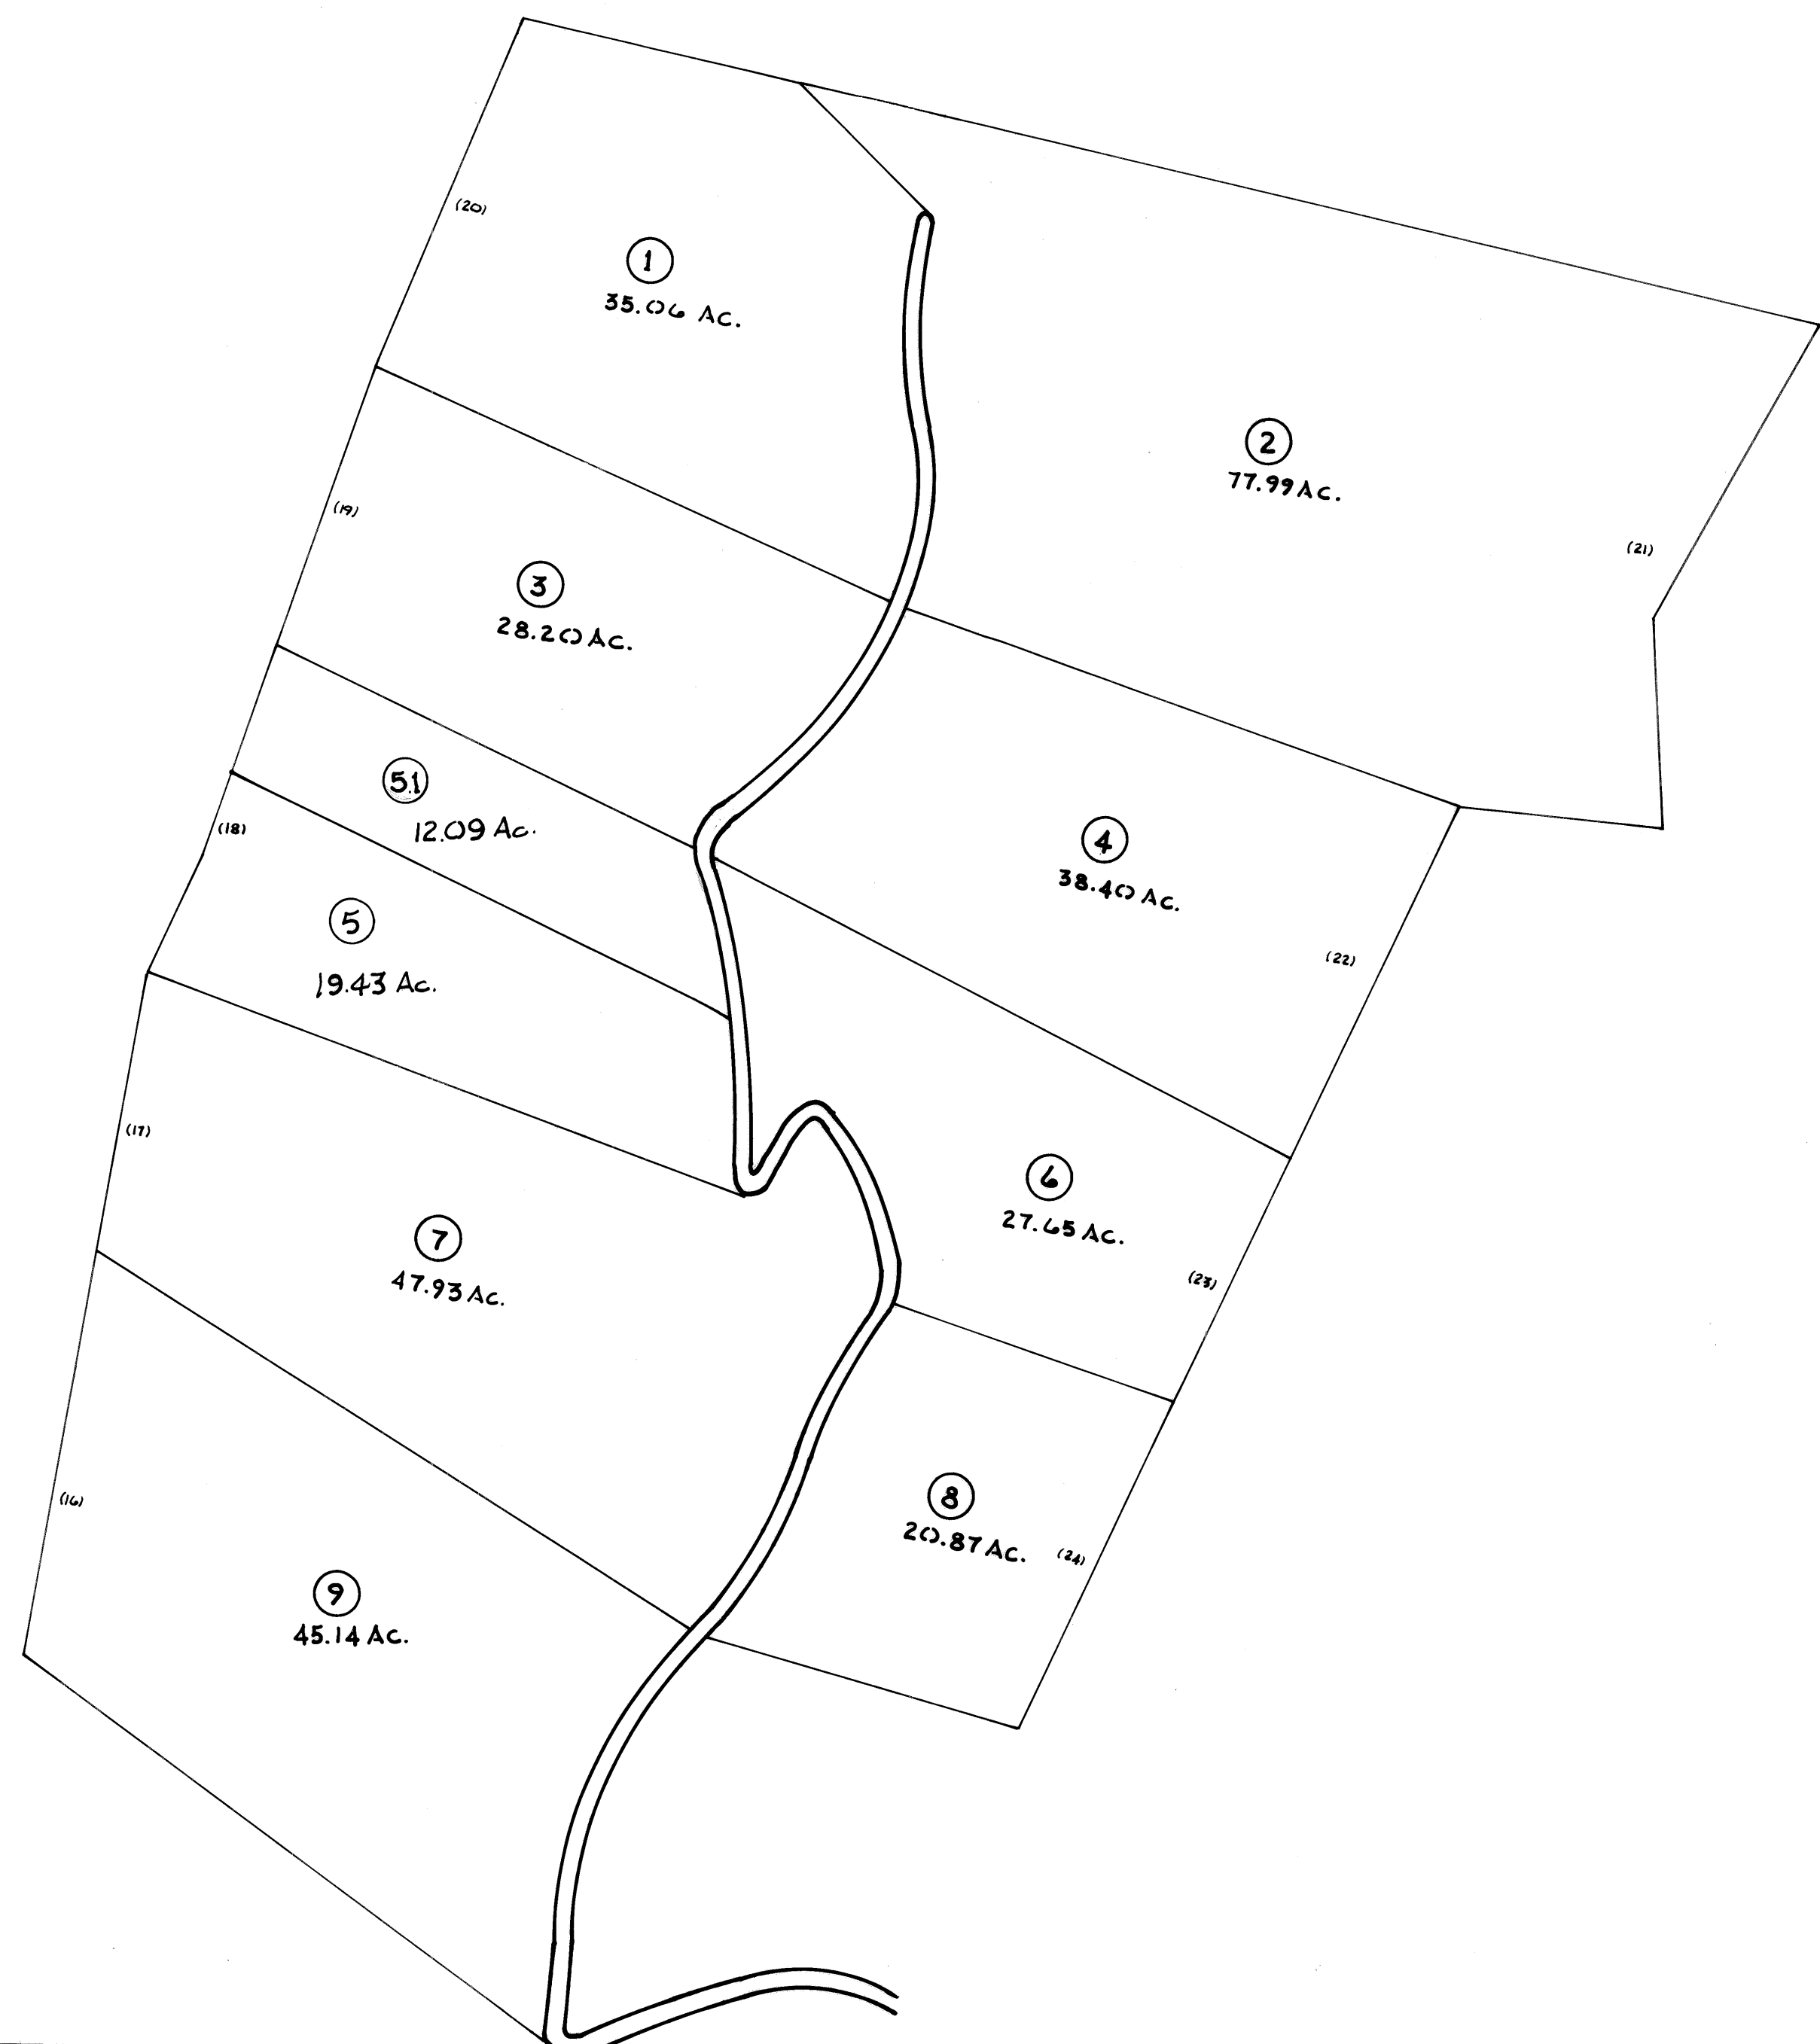 (20)
1
35.06 AC.
2
77.99 AC.
(21)
(19)
3
28.20 AC.
5.1
12.09 AC.
(18)
4
38.40 AC.
(22)
5
19.43 AC.
(17)
6
27.65 AC.
(23)
7
47.93 AC.
(16)
8
20.87 AC.
(24)
9
45.14 AC.